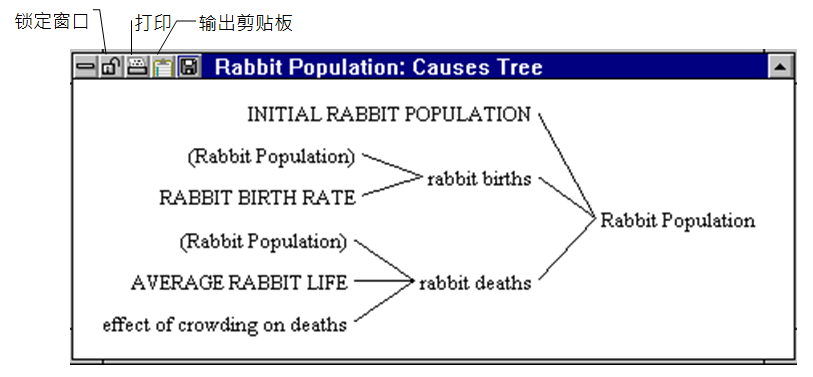 锁定窗口 打印 输出剪贴板
Rabbit Population: Causes Tree
INITIAL RABBIT POPULATION
(Rabbit Population)
rabbit births
RABBIT BIRTH RATE
Rabbit Population
(Rabbit Population)
AVERAGE RABBIT LIFE rabbit deaths
effect of crowding on deaths